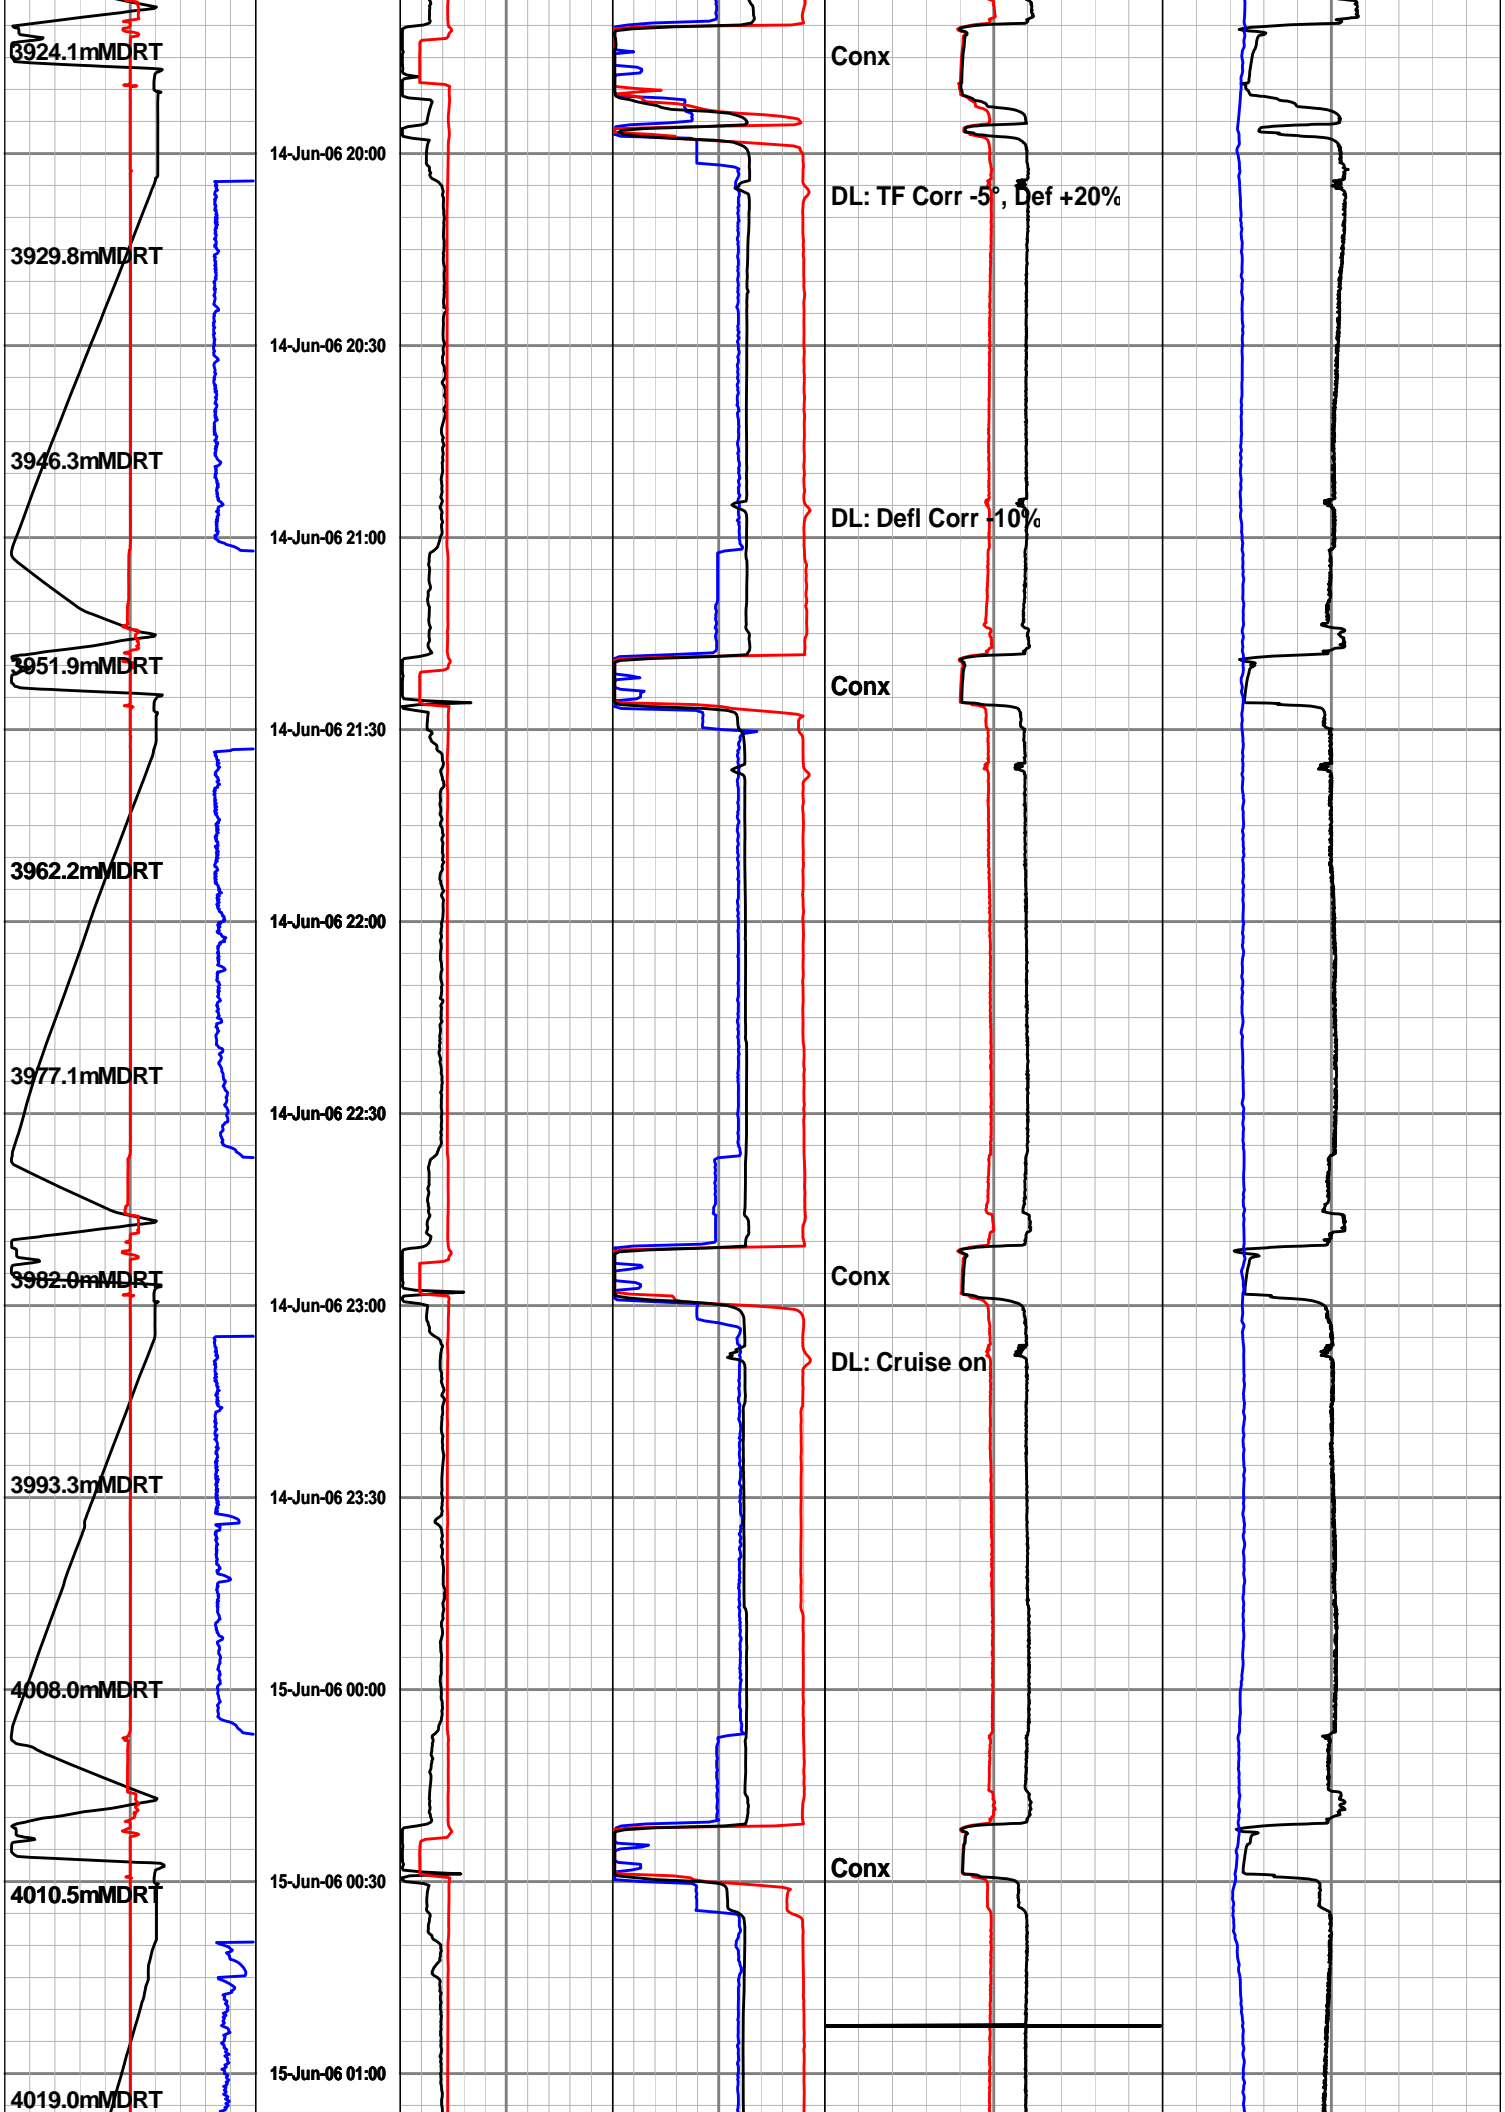 3924.1mMDRT
Conx
14-Jun-06 20:00
DL: TF Corr -5°, Def +20%
3929.8mMDRT
14-Jun-06 20:30
3946.3mMDRT
DL: Defl Corr -10%
14-Jun-06 21:00
3951.9mMDRT
Conx
14-Jun-06 21:30
3962.2mMDRT
14-Jun-06 22:00
3977.1mMDRT
14-Jun-06 22:30
3982.0mMDRT
Conx
14-Jun-06 23:00
DL: Cruise on
3993.3mMDRT
14-Jun-06 23:30
4008.0mMDRT
15-Jun-06 00:00
Conx
15-Jun-06 00:30
4010.5mMDRT
15-Jun-06 01:00
4019.0mMDRT